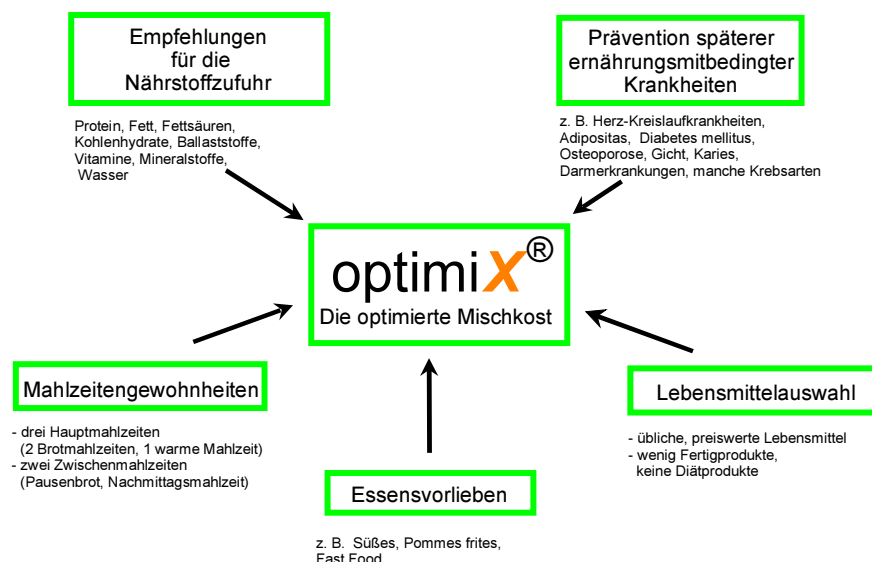 Empfehlungen
für die
Nährstoffzufuhr
Protein, Fett, Fettsäuren,
Kohlenhydrate, Ballaststoffe,
Vitamine, Mineralstoffe,
Wasser
Prävention späterer
ernährungsmitbedingter
Krankheiten
z. B. Herz-Kreislaufkrankheiten,
Adipositas, Diabetes mellitus,
Osteoporose, Gicht, Karies,
Darmerkrankungen, manche Krebsarten
optimiX®
Die optimierte Mischkost
Mahlzeitengewohnheiten
- drei Hauptmahlzeiten
(2 Brotmahlzeiten, 1 warme Mahlzeit)
- zwei Zwischenmahlzeiten
(Pausenbrot, Nachmittagsmahlzeit)
Essensvorlieben
z. B. Süßes, Pommes frites,
Fast Food
Lebensmittelauswahl
- übliche, preiswerte Lebensmittel
- wenig Fertigprodukte,
keine Diätprodukte